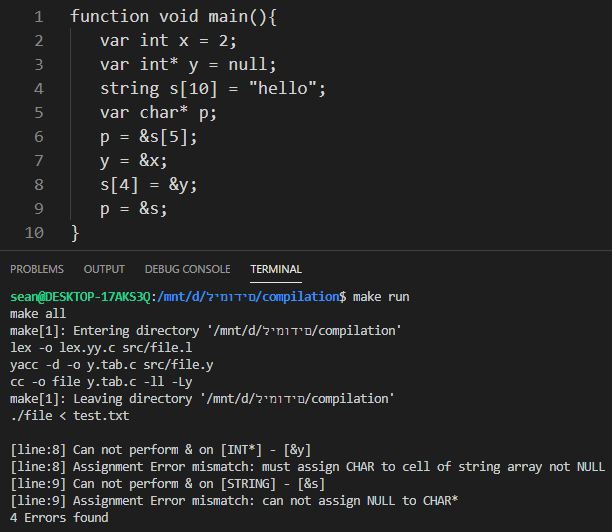 1 function void main(){
2 var int x = 2;
3 var int* y = null;
4 string s[10] = "hello";
5 var char* p;
6 p = &s[5];
7 y = &x;
8 s[4] = &y;
9 p = &s;
10 }
PROBLEMS OUTPUT DEBUG CONSOLE TERMINAL
sean@DESKTOP-17AKS3Q:/mnt/d/לימודים/compilation$ make run
make all
make[1]: Entering directory '/mnt/d/לימודים/compilation'
lex -o lex.yy.c src/file.l
yacc -d -o y.tab.c src/file.y
cc -o file y.tab.c -ll -Ly
make[1]: Leaving directory '/mnt/d/לימודים/compilation'
./file < test.txt
[line:8] Can not perform & on [INT*] - [&y]
[line:8] Assignment Error mismatch: must assign CHAR to cell of string array not NULL
[line:9] Can not perform & on [STRING] - [&s]
[line:9] Assignment Error mismatch: can not assign NULL to CHAR*
4 Errors found